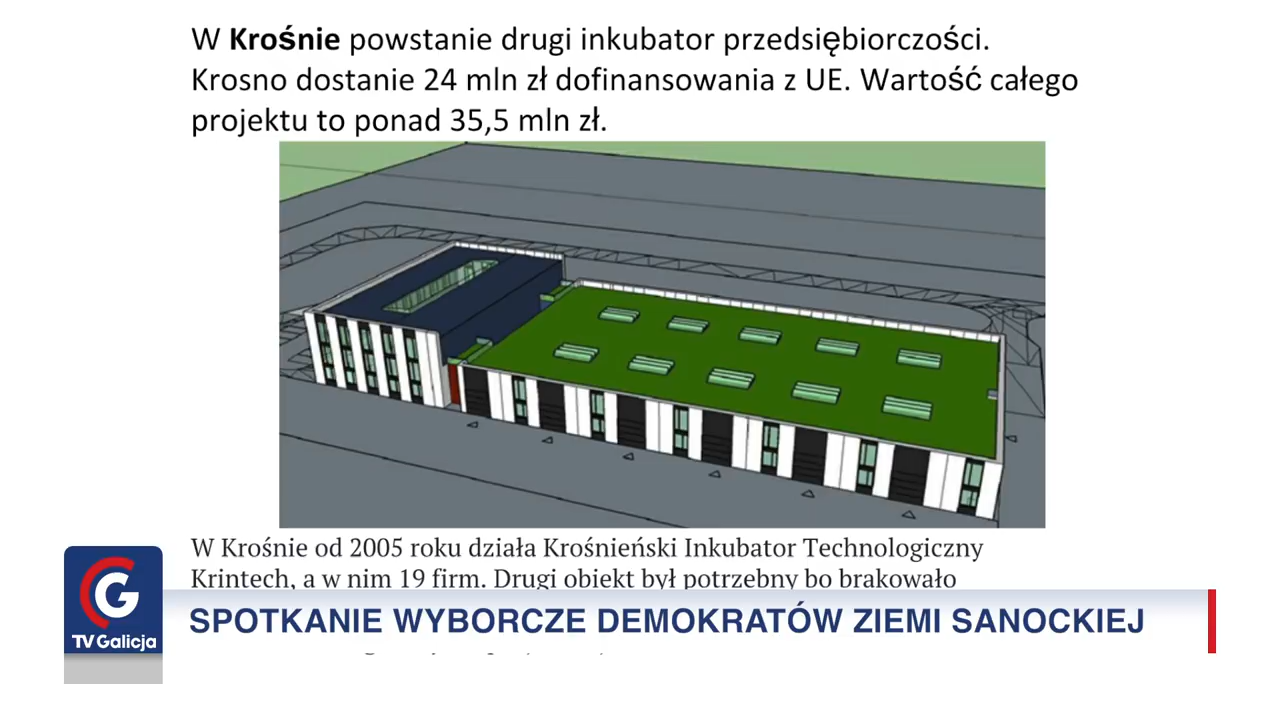 W Krośnie powstanie drugi inkubator przedsiębiorczości.
Krosno dostanie 24 mln zł dofinansowania z UE. Wartość całego
projektu to ponad 35,5 mln zł.
W Krośnie od 2005 roku działa Krośnieński Inkubator Technologiczny
Krintech, a w nim 19 firm. Drugi obiekt był potrzebny bo brakowało
SPOTKANIE WYBORCZE DEMOKRATÓW ZIEMI SANOCKIEJ
G
TV Galicja